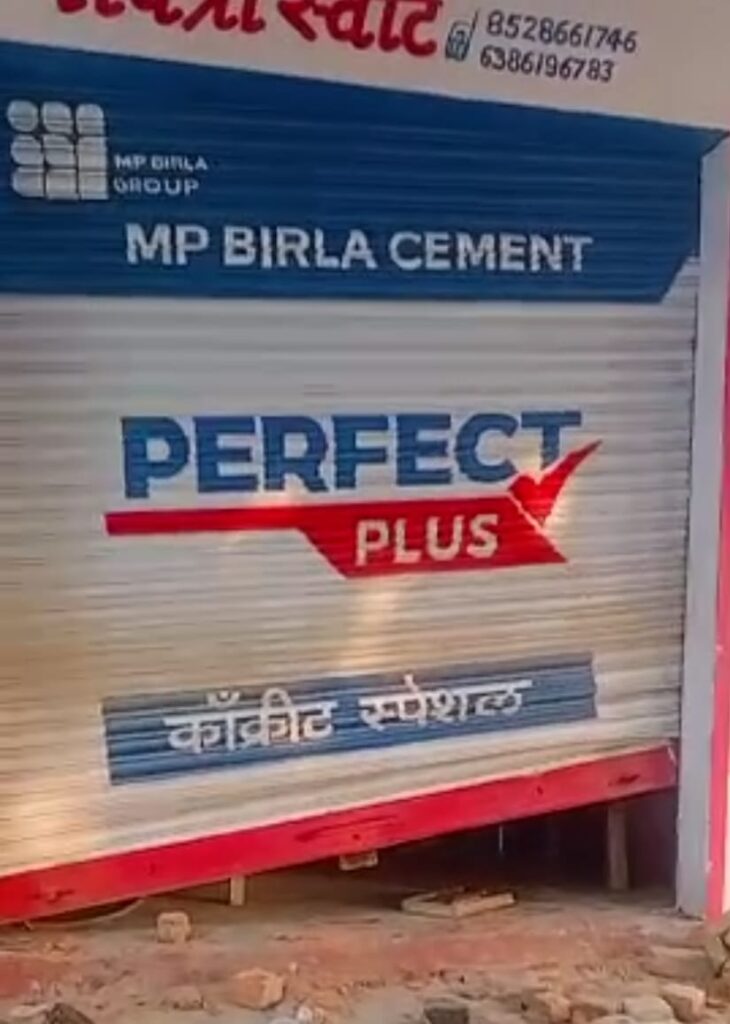 8528661746
6386196783
MP BIRLA
GROUP
MP BIRLA CEMENT
PERFECT
PLUS
काँक्रीट स्पेशल